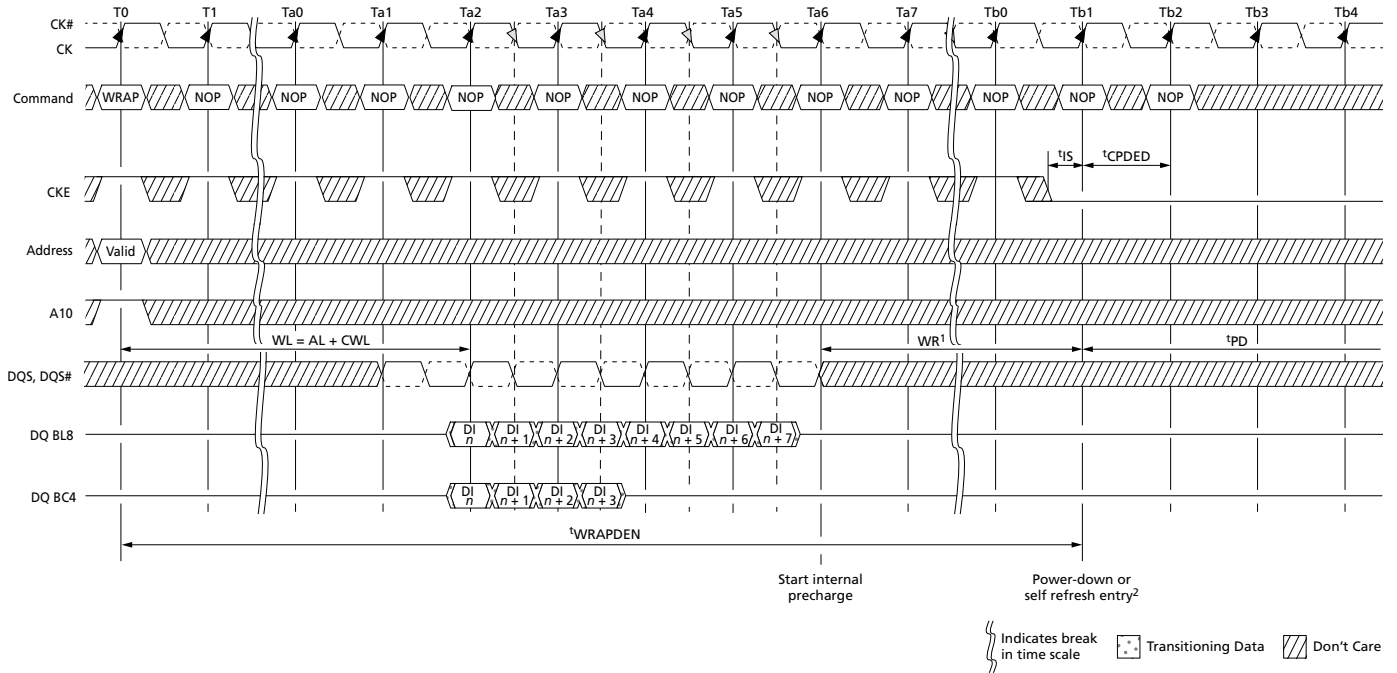 T0 T1 Ta0 Ta1 Ta2 Ta3 Ta4 Ta5 Ta6 Ta7 Tb0 Tb1 Tb2 Tb3 Tb4
CK#
CK
Command WRAP NOP NOP NOP NOP NOP NOP NOP NOP NOP NOP NOP NOP
tIS tCPDED
CKE
Address Valid
A10
WL = AL + CWL WR1 tPD
DQS, DQS#
DQ BL8 DI n DI n + 1 DI n + 2 DI n + 3 DI n + 4 DI n + 5 DI n + 6 DI n + 7
DQ BC4 DI n DI n + 1 DI n + 2 DI n + 3
tWRAPDEN
Start internal
precharge
Power-down or
self refresh entry2
Indicates break
in time scale
Transitioning Data
Don't Care